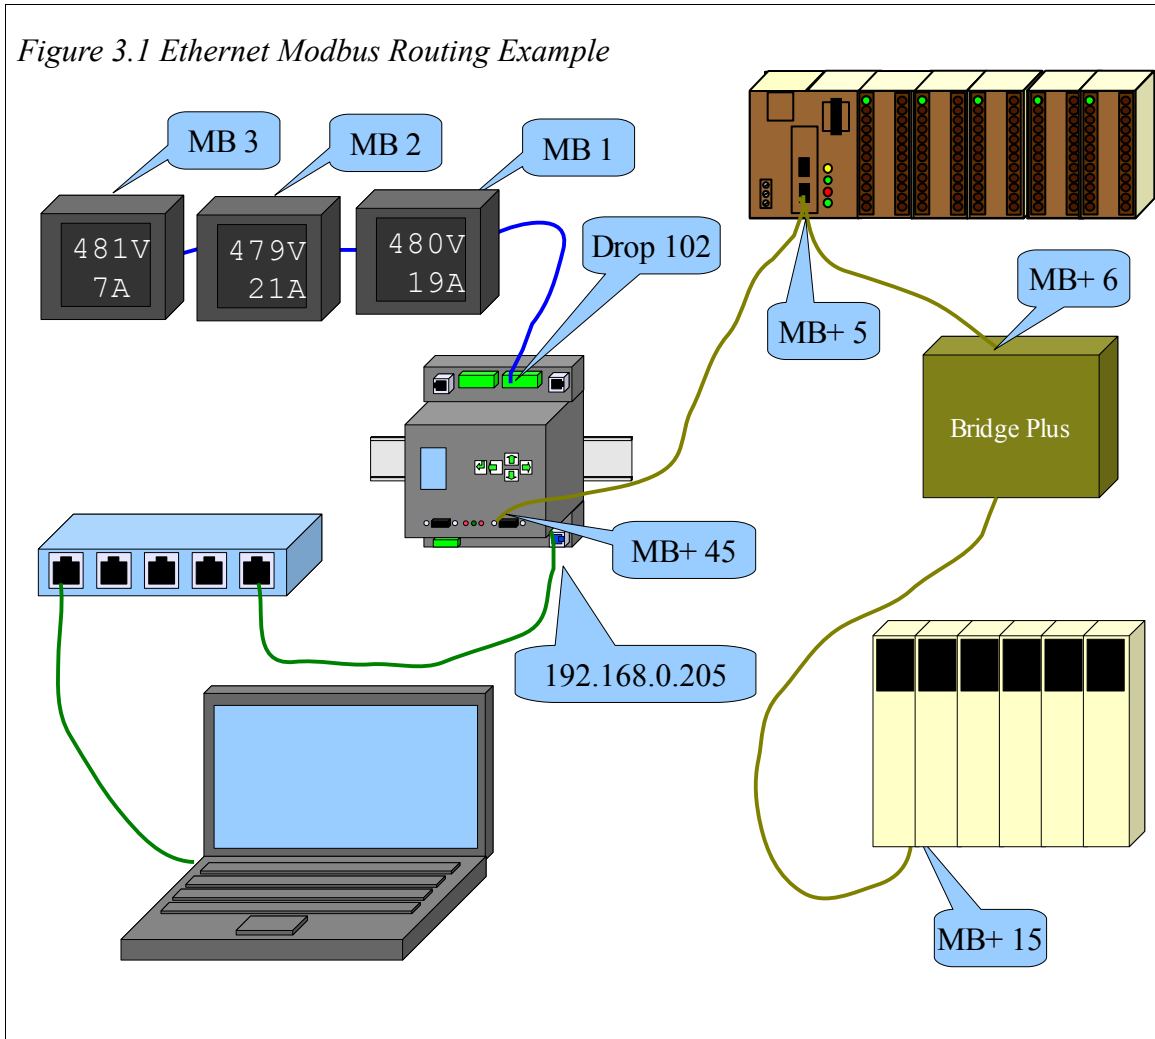 Figure 3.1 Ethernet Modbus Routing Example
MB 3
MB 2
MB 1
481V
7A
479V
21A
480V
19A
Drop 102
MB+ 5
MB+ 6
Bridge Plus
MB+ 45
192.168.0.205
MB+ 15